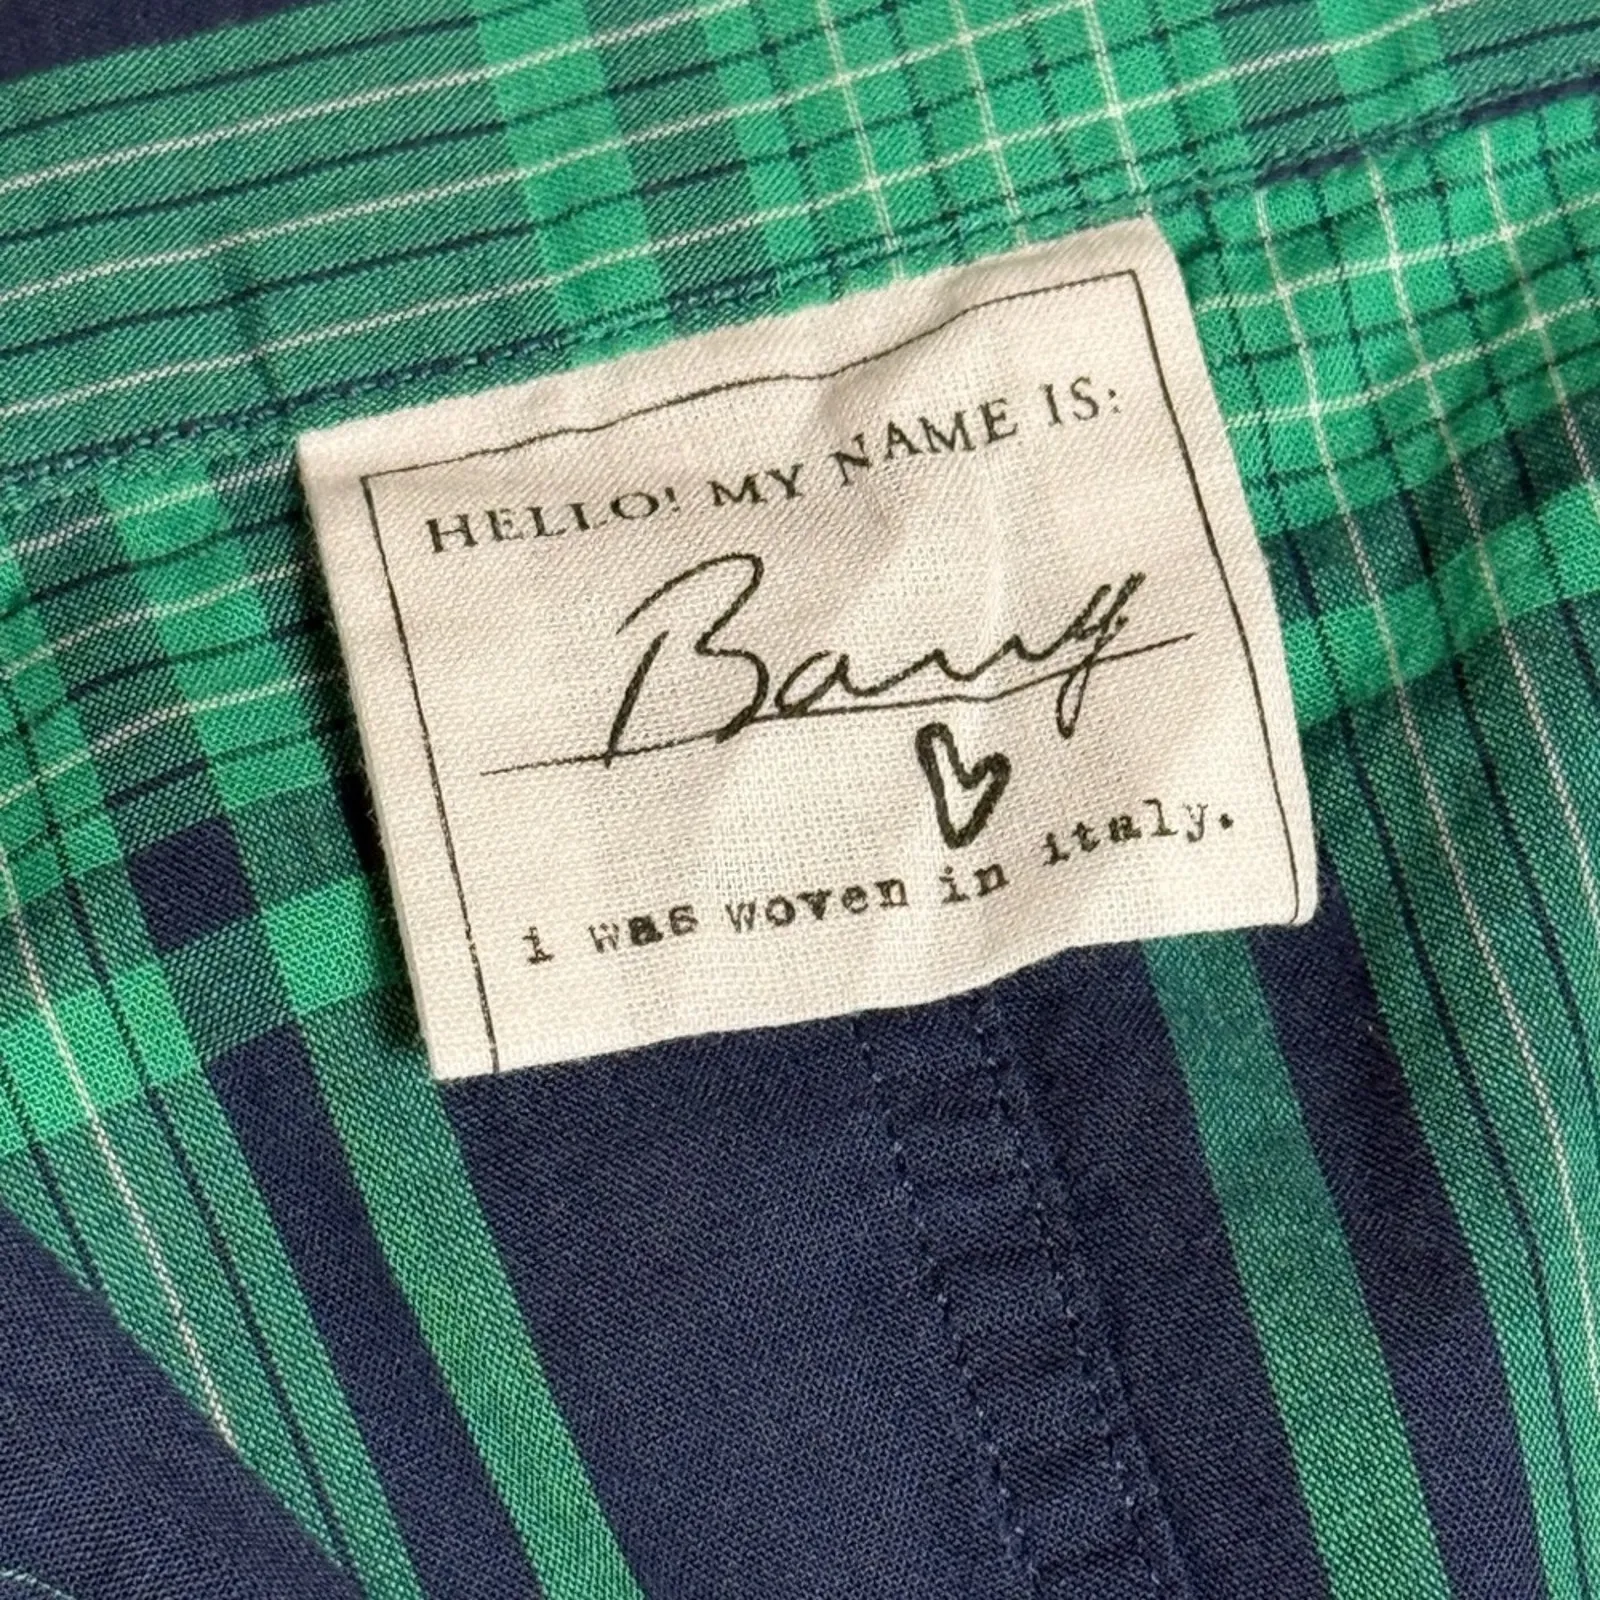 HELLO! MY NAME IS:
Barry
i was woven in italy.